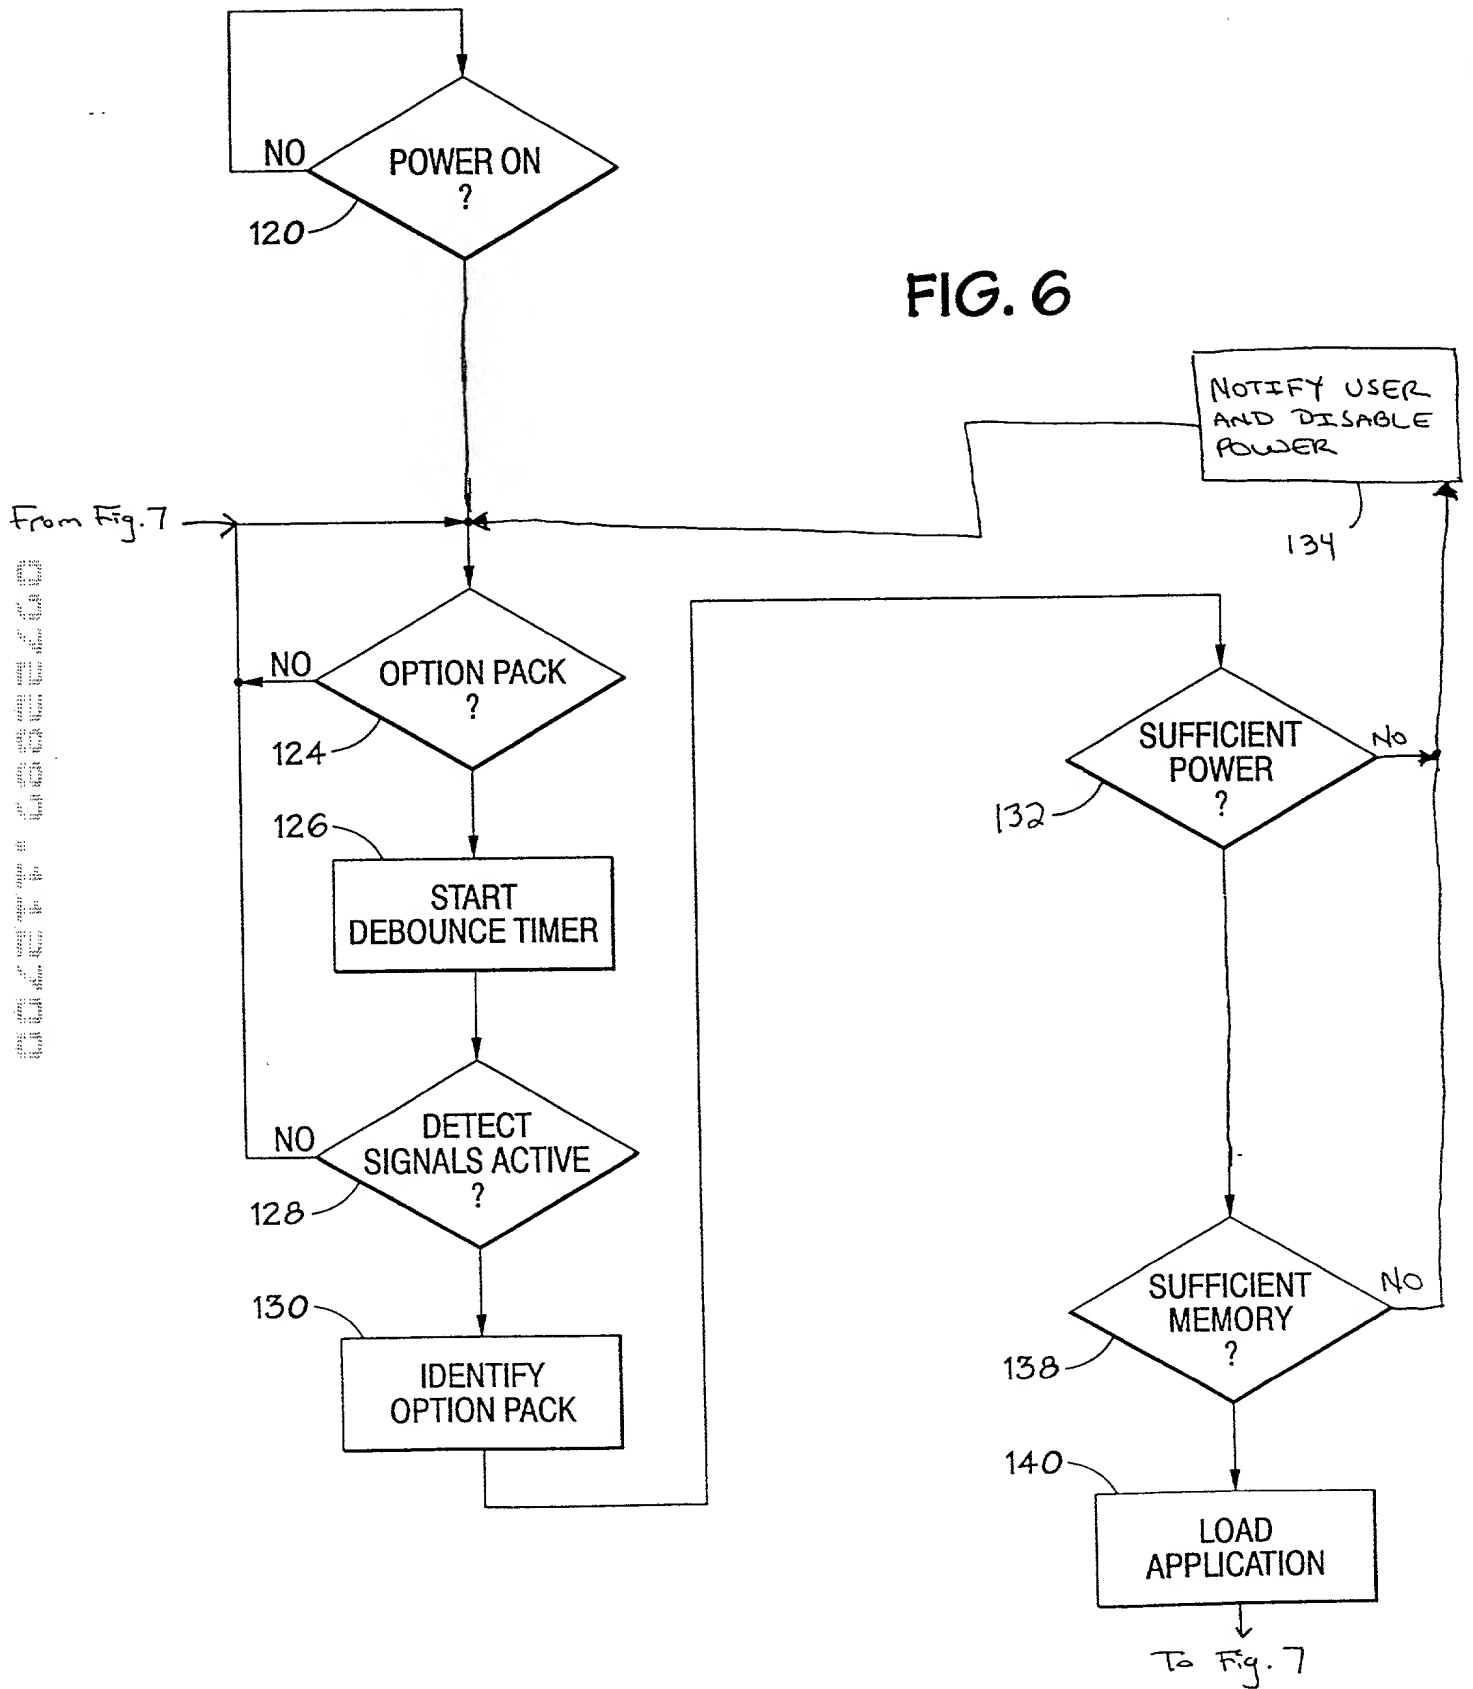 NO
POWER ON
?
120
FIG. 6
NOTIFY USER
AND DISABLE
POWER
134
From Fig. 7
NO
OPTION PACK
?
124
126
START
DEBOUNCE TIMER
NO
DETECT
SIGNALS ACTIVE
?
128
130
IDENTIFY
OPTION PACK
SUFFICIENT
POWER
?
No
132
SUFFICIENT
MEMORY
?
No
138
140
LOAD
APPLICATION
To Fig. 7